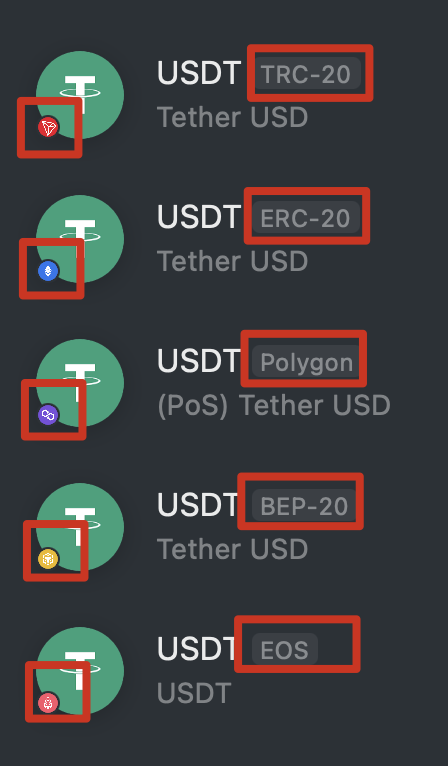 USDT TRC-20
Tether USD
USDT ERC-20
Tether USD
USDT Polygon
(PoS) Tether USD
USDT BEP-20
Tether USD
USDT EOS
USDT